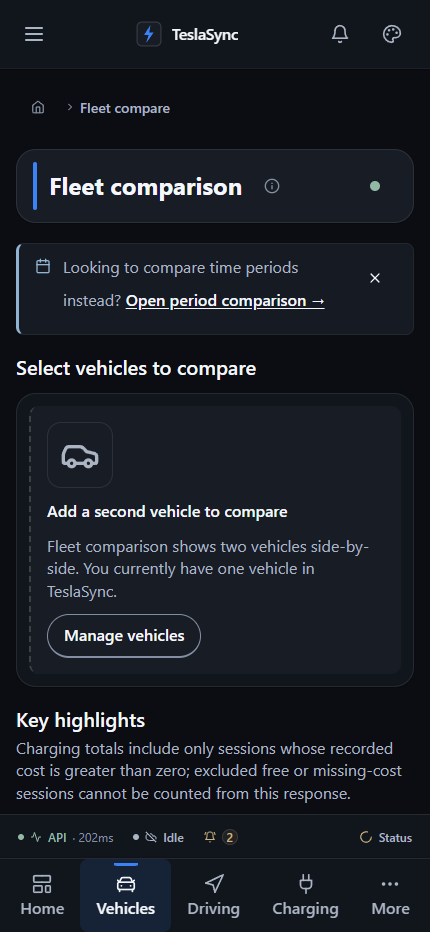 TeslaSync
Fleet compare
Fleet comparison
Looking to compare time periods
instead? Open period comparison →
Select vehicles to compare
Add a second vehicle to compare
Fleet comparison shows two vehicles side-by-
side. You currently have one vehicle in
TeslaSync.
Manage vehicles
Key highlights
Charging totals include only sessions whose recorded
cost is greater than zero; excluded free or missing-cost
sessions cannot be counted from this response.
API · 202ms Idle 2 Status
Home Vehicles Driving Charging More